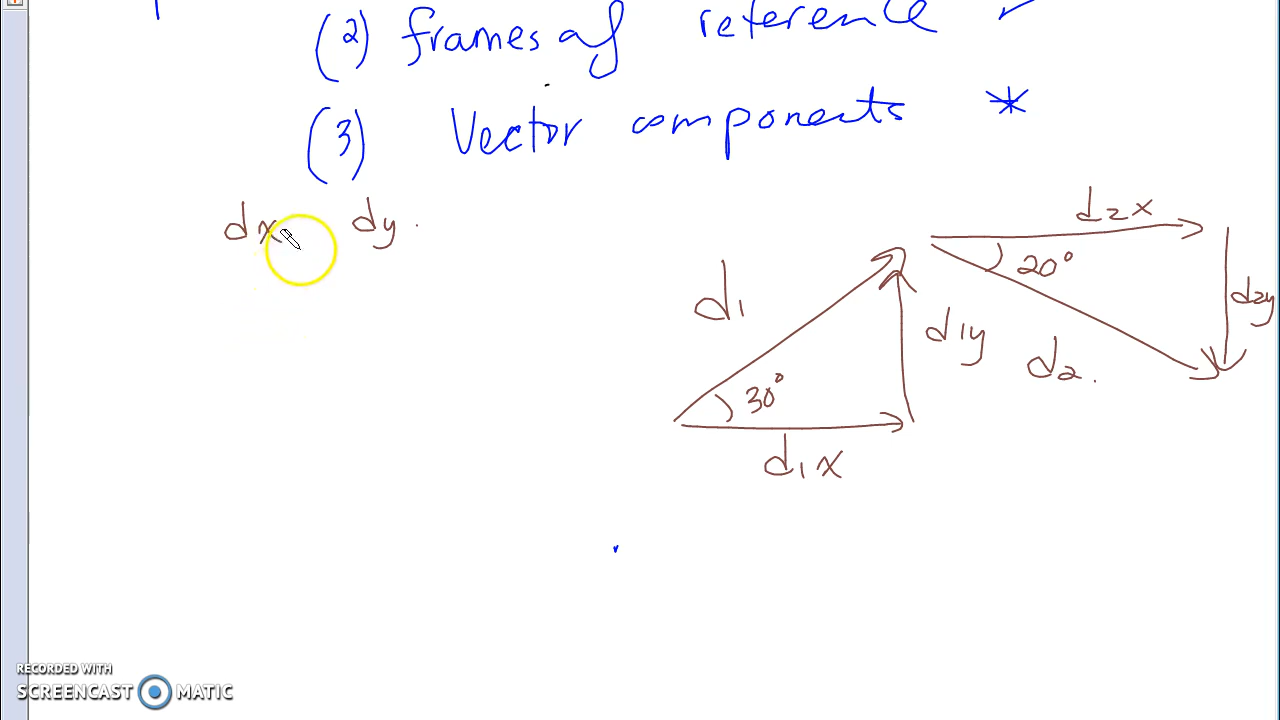 (2) frames of reference ✓
(3) Vector components *
dx dy.
d2x
20°
d2y
d1
d1y
d2.
30°
d1x
RECORDED WITH
SCREENCAST MATIC